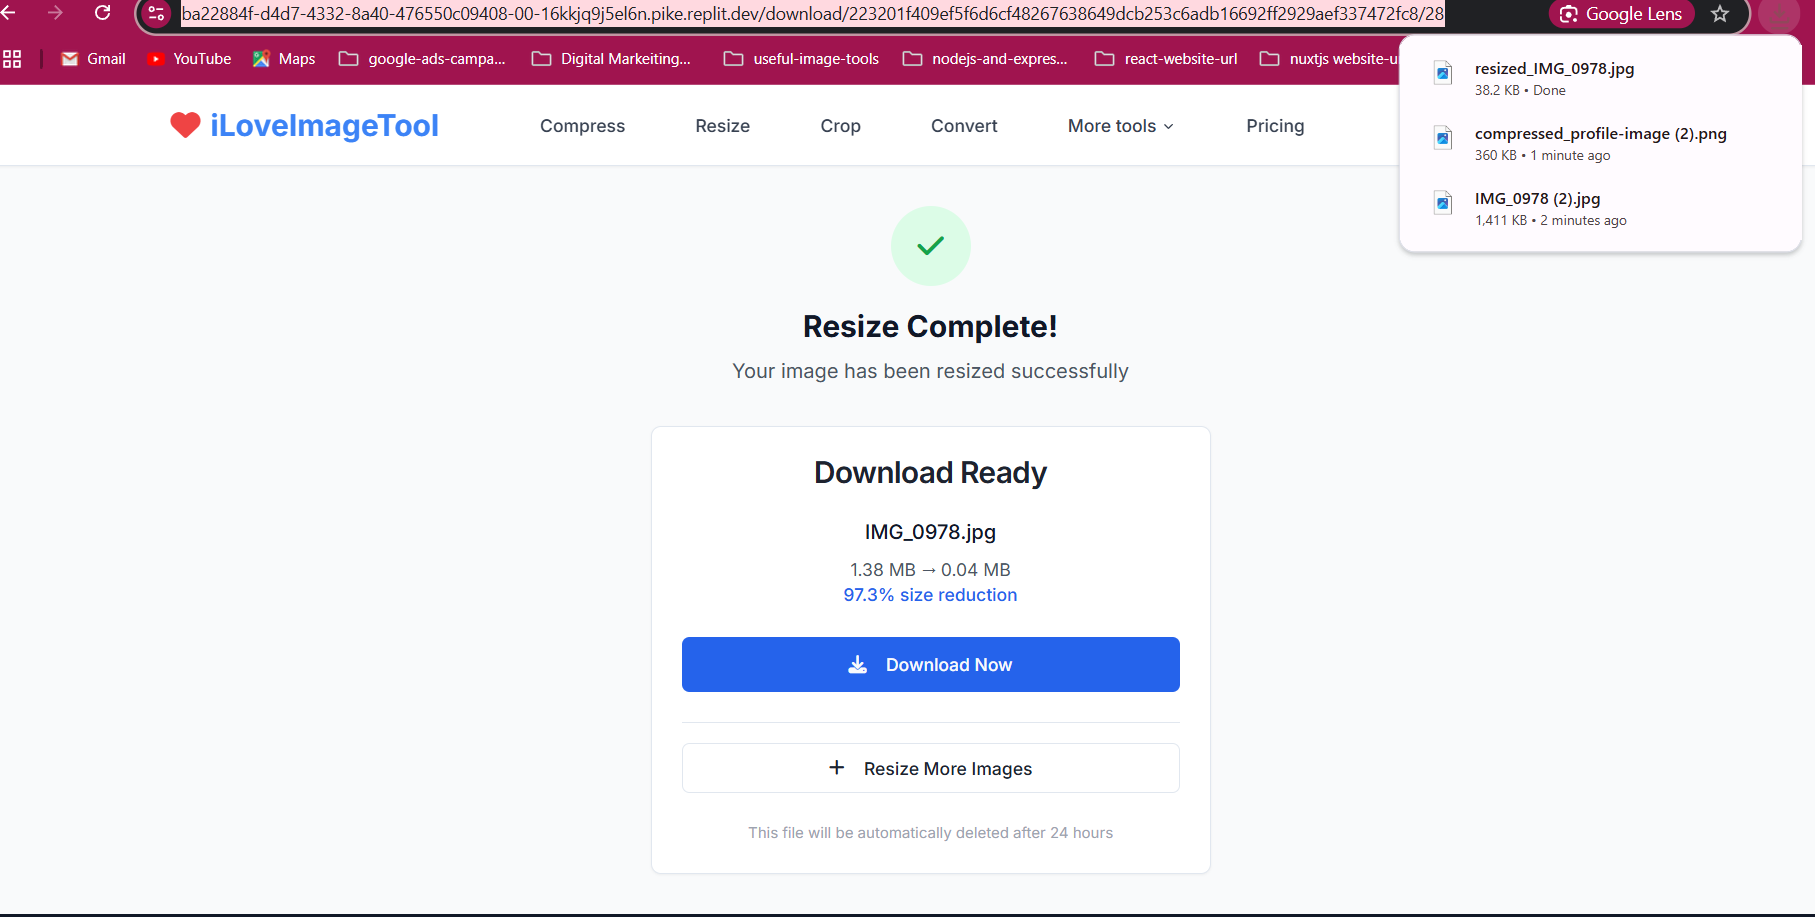 ba22884f-d4d7-4332-8a40-476550c09408-00-16kkjq9j5el6n.pike.replit.dev/download/223201f409ef5f6d6cf48267638649dcb253c6adb16692ff2929aef337472fc8/28
Google Lens
Gmail
YouTube
Maps
google-ads-campa...
Digital Markeiting...
useful-image-tools
nodejs-and-expres...
react-website-url
nuxtjs website-u
resized_IMG_0978.jpg
38.2 KB • Done
compressed_profile-image (2).png
360 KB • 1 minute ago
IMG_0978 (2).jpg
1,411 KB • 2 minutes ago
iLoveImageTool
Compress
Resize
Crop
Convert
More tools
Pricing
Resize Complete!
Your image has been resized successfully
Download Ready
IMG_0978.jpg
1.38 MB → 0.04 MB
97.3% size reduction
Download Now
+ Resize More Images
This file will be automatically deleted after 24 hours